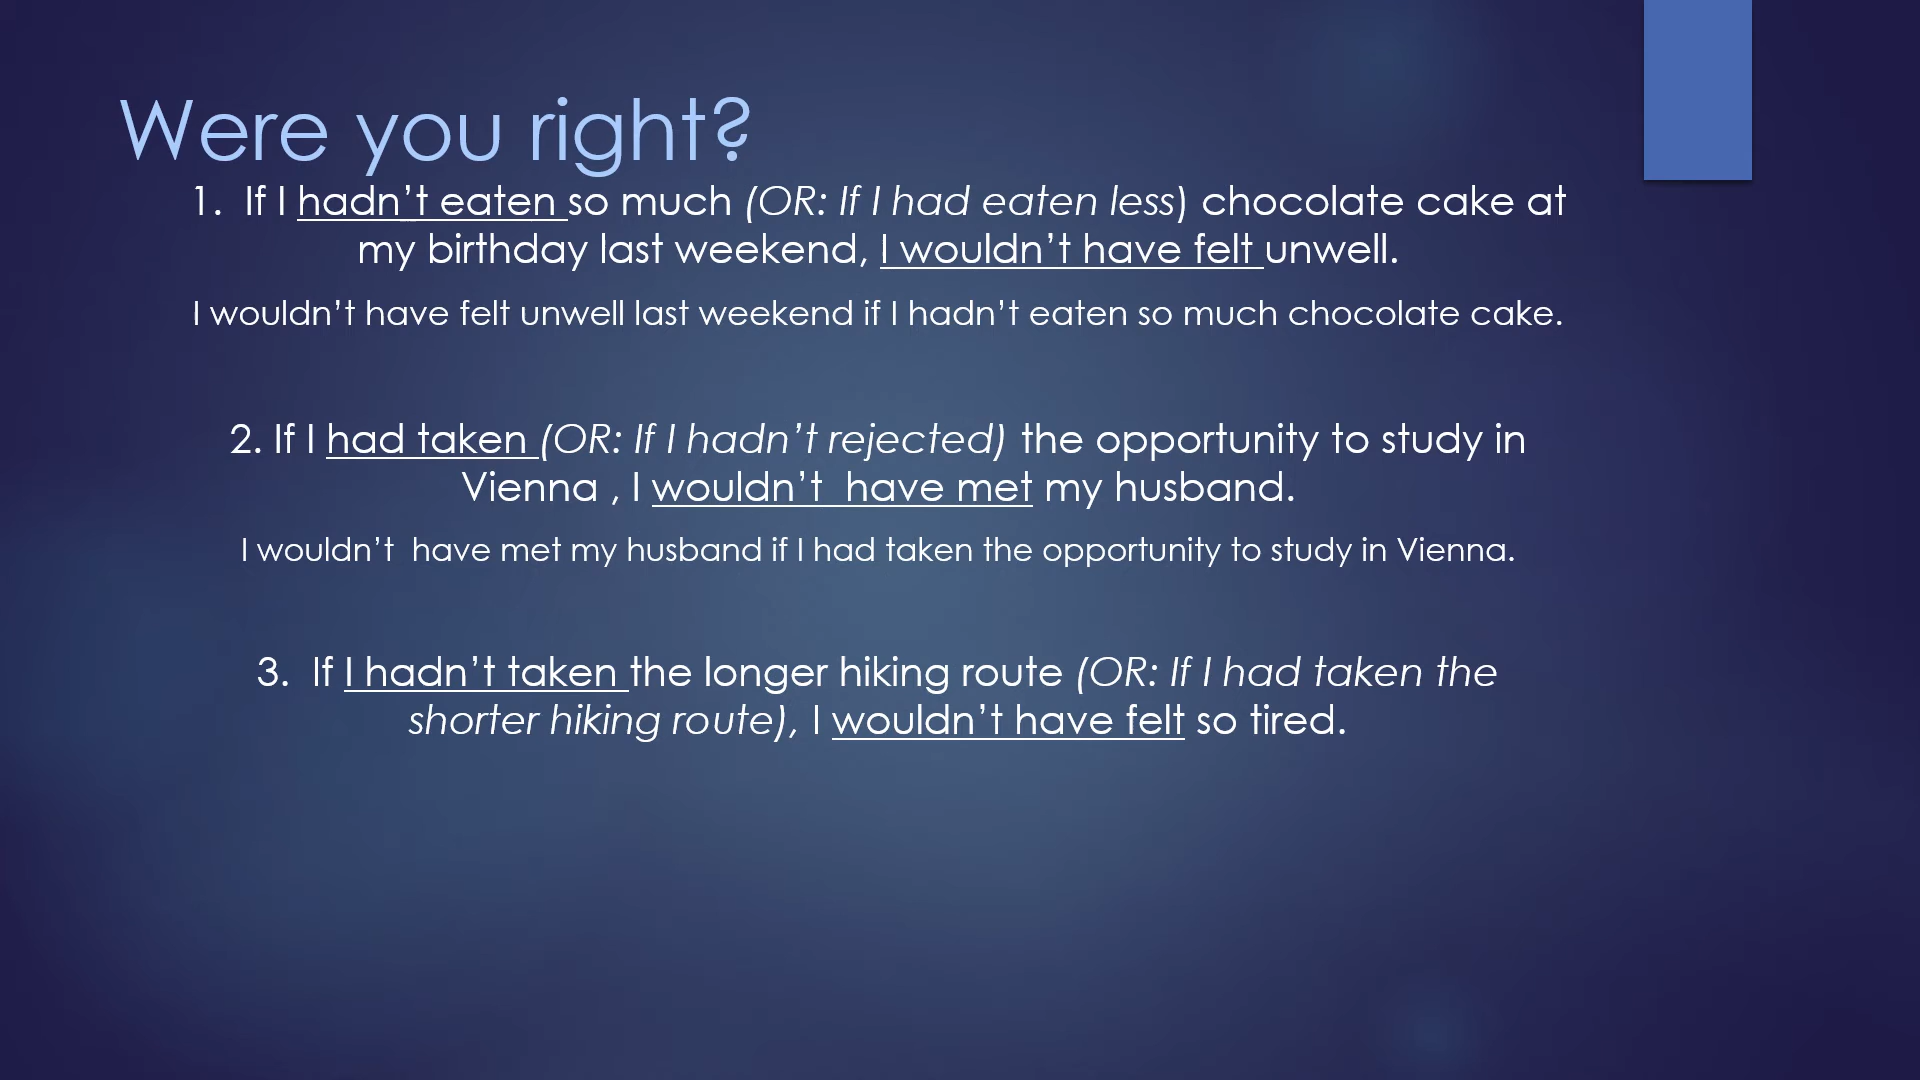 Were you right?
1.  If I hadn’t eaten so much (OR: If I had eaten less) chocolate cake at
my birthday last weekend, I wouldn’t have felt unwell.
I wouldn’t have felt unwell last weekend if I hadn’t eaten so much chocolate cake.
2. If I had taken (OR: If I hadn’t rejected) the opportunity to study in
Vienna , I wouldn’t  have met my husband.
I wouldn’t  have met my husband if I had taken the opportunity to study in Vienna.
3.  If I hadn’t taken the longer hiking route (OR: If I had taken the
shorter hiking route), I wouldn’t have felt so tired.